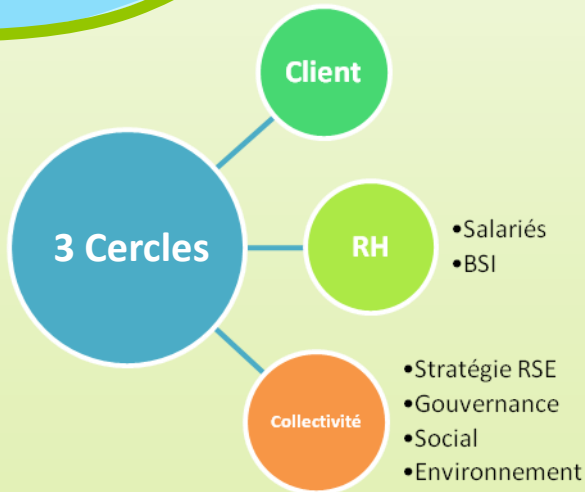 Client
3 Cercles
RH
•Salariés
•BSI
Collectivité
•Stratégie RSE
•Gouvernance
•Social
•Environnement